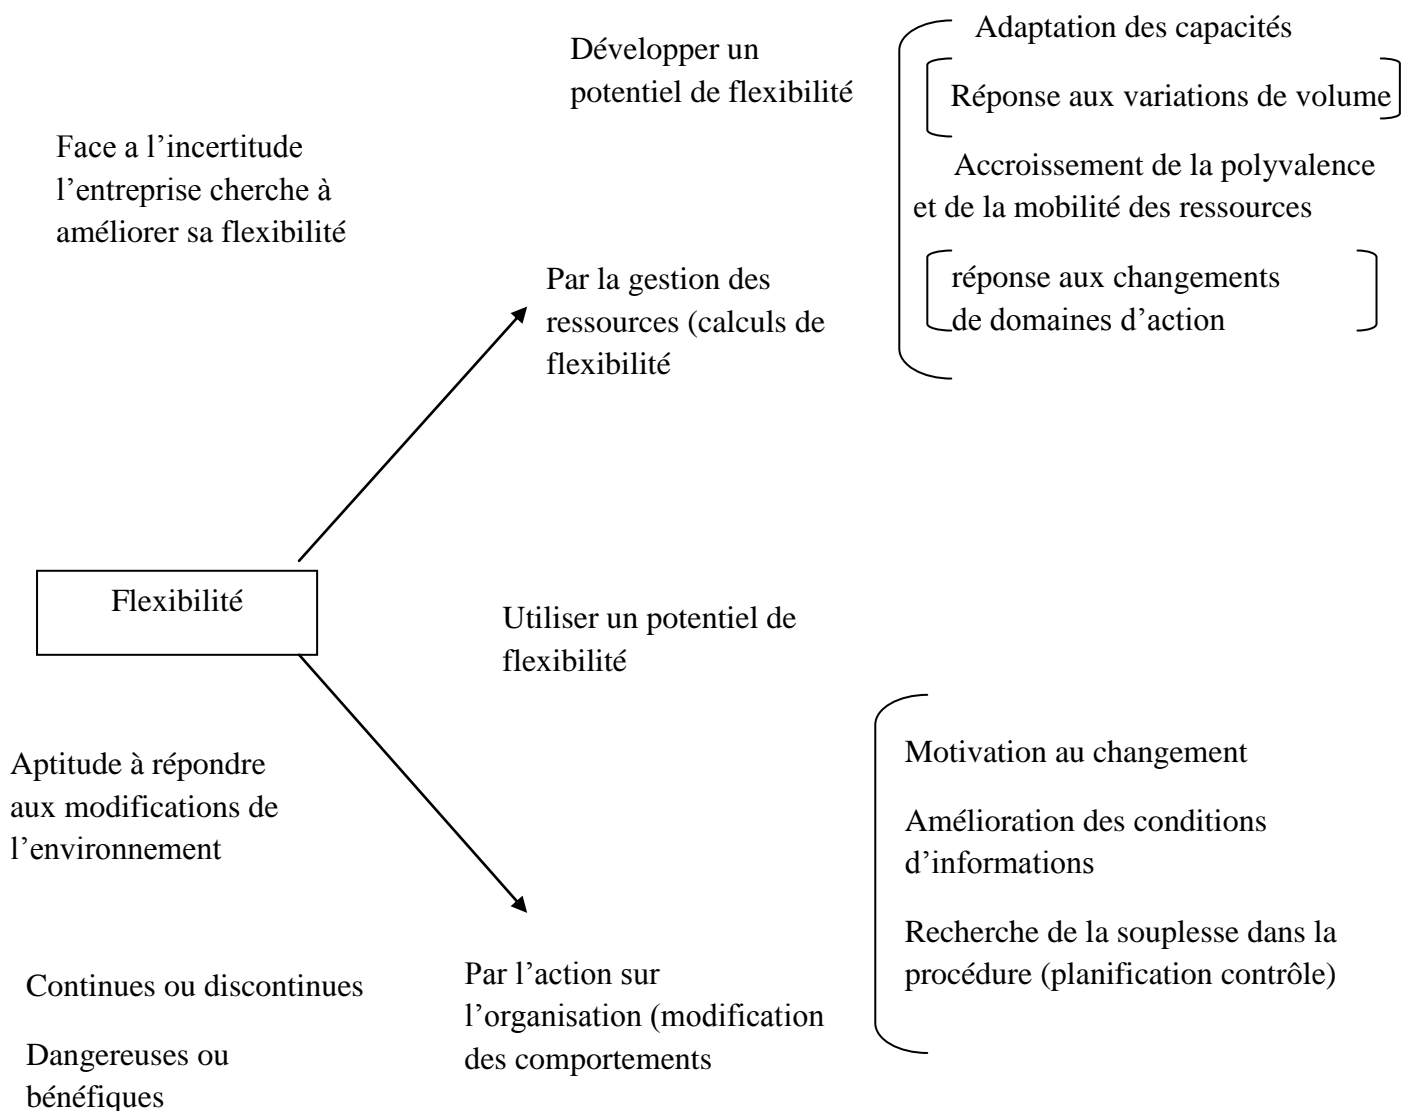 Face a l’incertitude
l’entreprise cherche à
améliorer sa flexibilité
Développer un
potentiel de flexibilité
Par la gestion des
ressources (calculs de
flexibilité
Adaptation des capacités
Réponse aux variations de volume
Accroissement de la polyvalence
et de la mobilité des ressources
réponse aux changements
de domaines d’action
Flexibilité
Utiliser un potentiel de
flexibilité
Aptitude à répondre
aux modifications de
l’environnement
Continues ou discontinues
Dangereuses ou
bénéfiques
Par l’action sur
l’organisation (modification
des comportements
Motivation au changement
Amélioration des conditions
d’informations
Recherche de la souplesse dans la
procédure (planification contrôle)